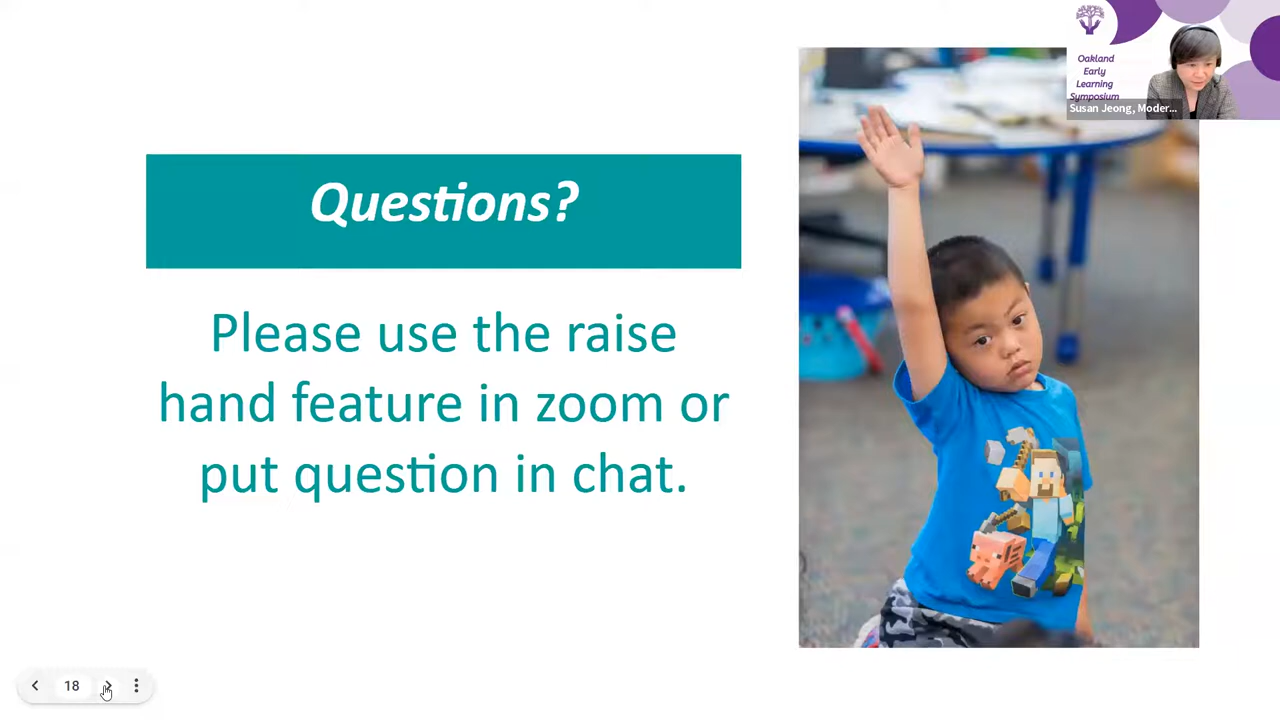 Oakland
Early
Learning
Symposium
Susan Jeong, Moder...
Questions?
Please use the raise
hand feature in zoom or
put question in chat.
18